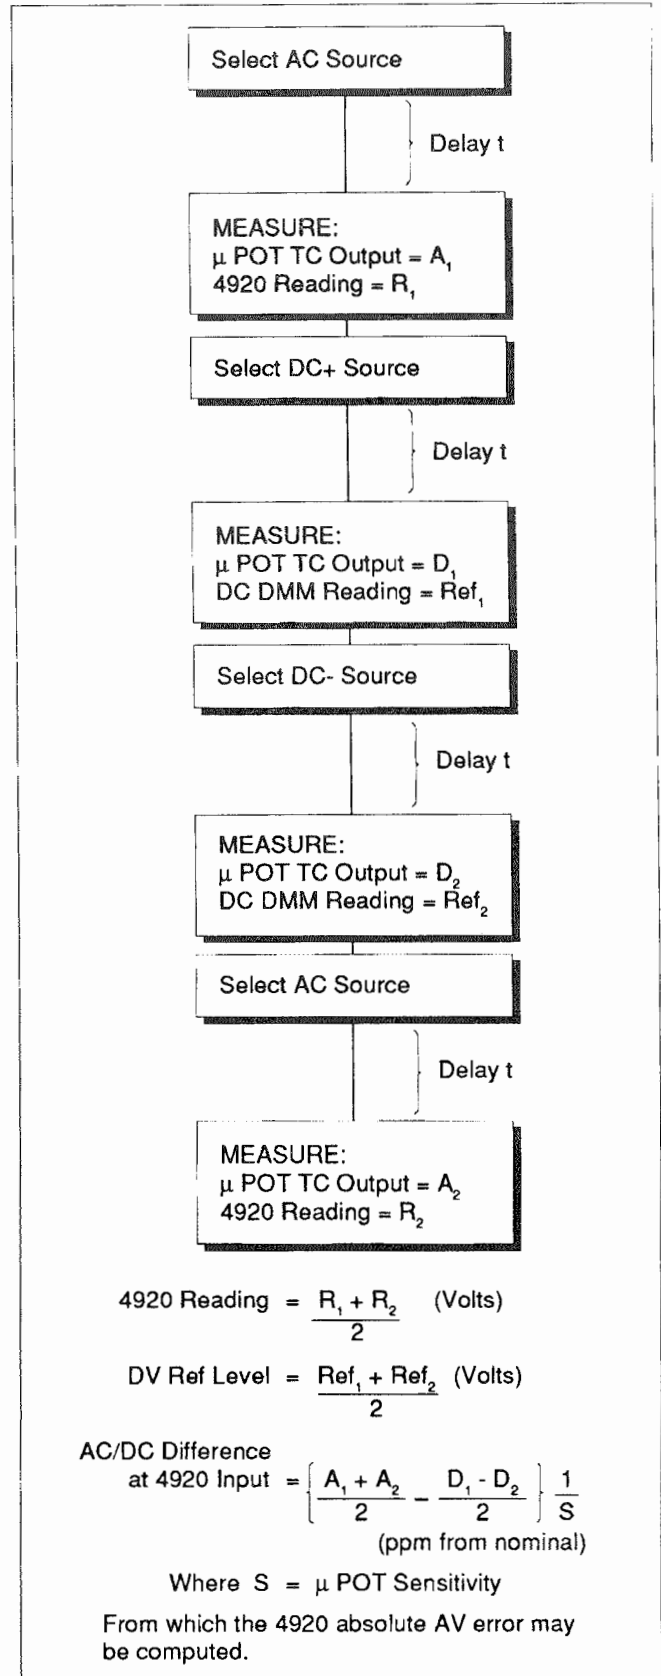 Select AC Source
Delay t
MEASURE:
μ POT TC Output = A₁
4920 Reading = R₁
Select DC+ Source
Delay t
MEASURE:
μ POT TC Output = D₁
DC DMM Reading = Ref₁
Select DC- Source
Delay t
MEASURE:
μ POT TC Output = D₂
DC DMM Reading = Ref₂
Select AC Source
Delay t
MEASURE:
μ POT TC Output = A₂
4920 Reading = R₂
4920 Reading = (R₁ + R₂)/2 (Volts)
DV Ref Level = (Ref₁ + Ref₂)/2 (Volts)
AC/DC Difference
at 4920 Input = {(A₁ + A₂)/2 − (D₁ - D₂)/2} 1/S
(ppm from nominal)
Where S = μ POT Sensitivity
From which the 4920 absolute AV error may
be computed.